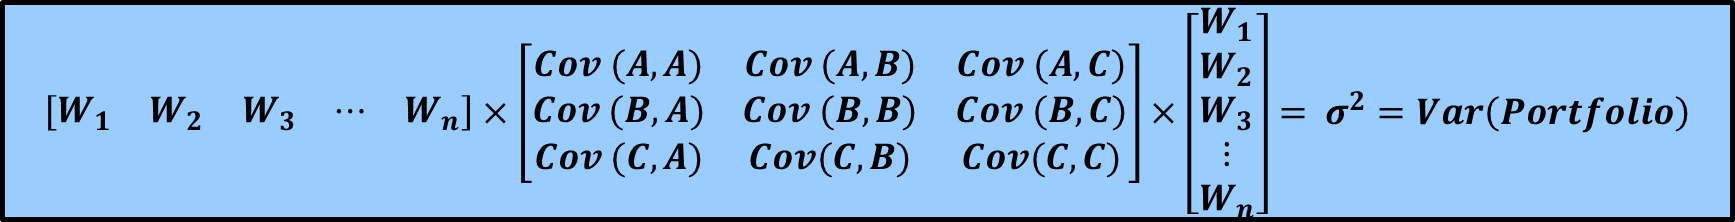 [W₁ W₂ W₃ ⋯ Wₙ] × [Cov (A, A) Cov (A, B) Cov (A, C)
Cov (B, A) Cov (B, B) Cov (B, C)
Cov (C, A) Cov(C, B) Cov(C, C)] × [W₁
W₂
W₃
⋮
Wₙ] = σ² = Var(Portfolio)